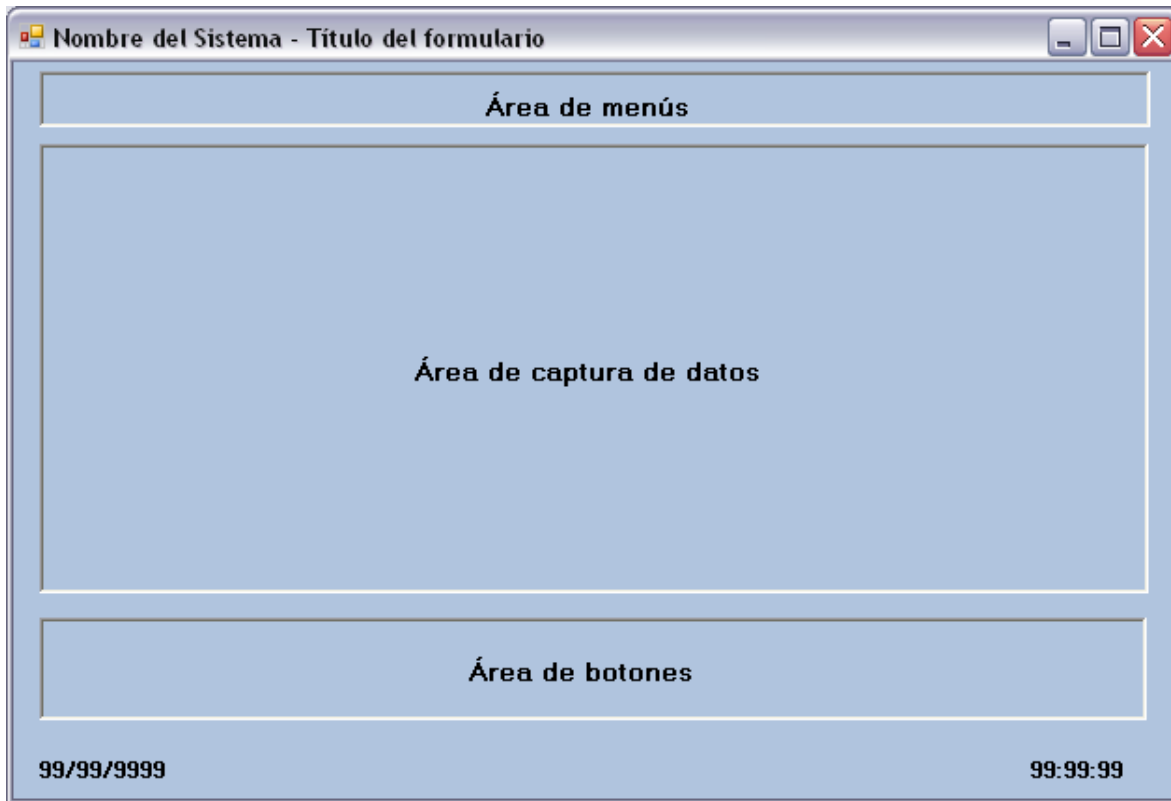 Nombre del Sistema - Título del formulario
Área de menús
Área de captura de datos
Área de botones
99/99/9999
99:99:99